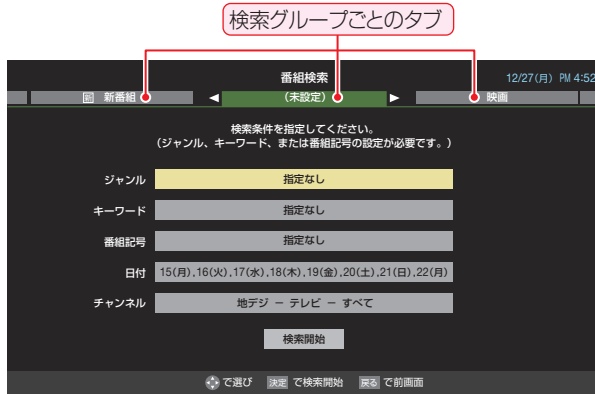 検索グループごとのタブ
番組検索 12/27(月) PM 4:52
新 新番組 ◀ (未設定) ▶ 映画
検索条件を指定してください。
(ジャンル、キーワード、または番組記号の設定が必要です。)
ジャンル 指定なし
キーワード 指定なし
番組記号 指定なし
日付 15(月),16(火),17(水),18(木),19(金),20(土),21(日),22(月)
チャンネル 地デジ － テレビ － すべて
検索開始
で選び 決定 で検索開始 戻る で前画面